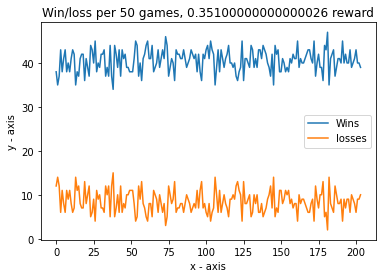 Win/loss per 50 games, 0.35100000000000026 reward
y - axis
40
30
20
10
0
Wins
losses
0
25
50
75
100
125
150
175
200
x - axis